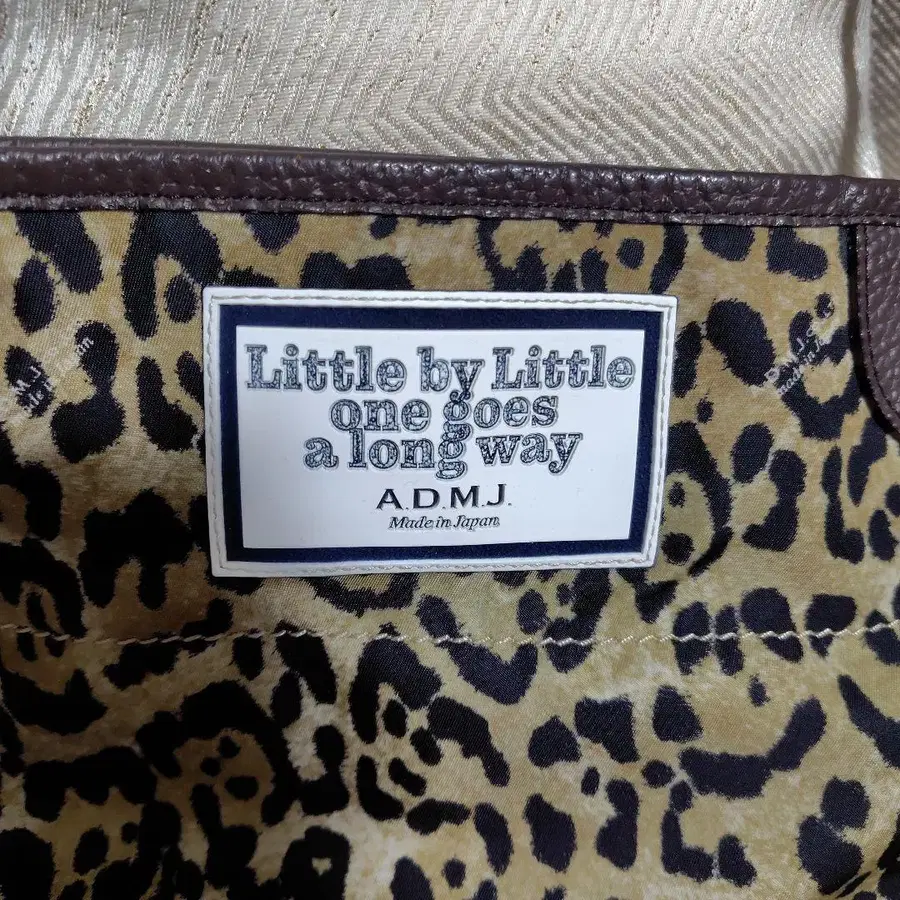 Little by Little
one goes
a long way
A.D.M.J.
Made in Japan